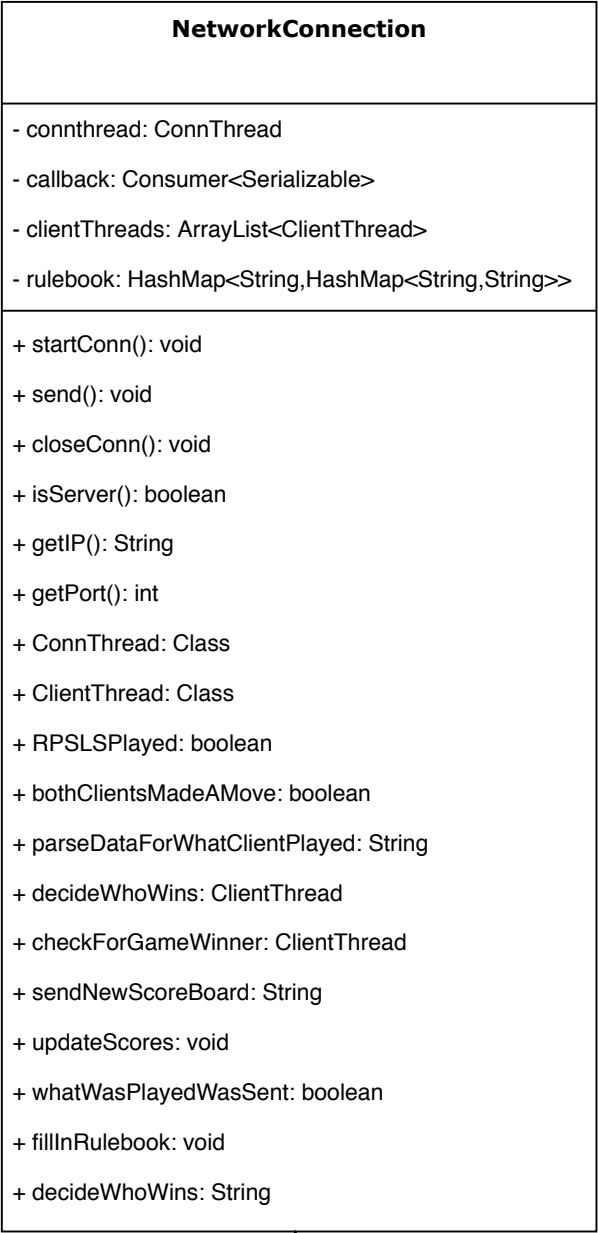 NetworkConnection
- connthread: ConnThread
- callback: Consumer<Serializable>
- clientThreads: ArrayList<ClientThread>
- rulebook: HashMap<String,HashMap<String,String>>
+ startConn(): void
+ send(): void
+ closeConn(): void
+ isServer(): boolean
+ getIP(): String
+ getPort(): int
+ ConnThread: Class
+ ClientThread: Class
+ RPSLSPlayed: boolean
+ bothClientsMadeAMove: boolean
+ parseDataForWhatClientPlayed: String
+ decideWhoWins: ClientThread
+ checkForGameWinner: ClientThread
+ sendNewScoreBoard: String
+ updateScores: void
+ whatWasPlayedWasSent: boolean
+ fillInRulebook: void
+ decideWhoWins: String